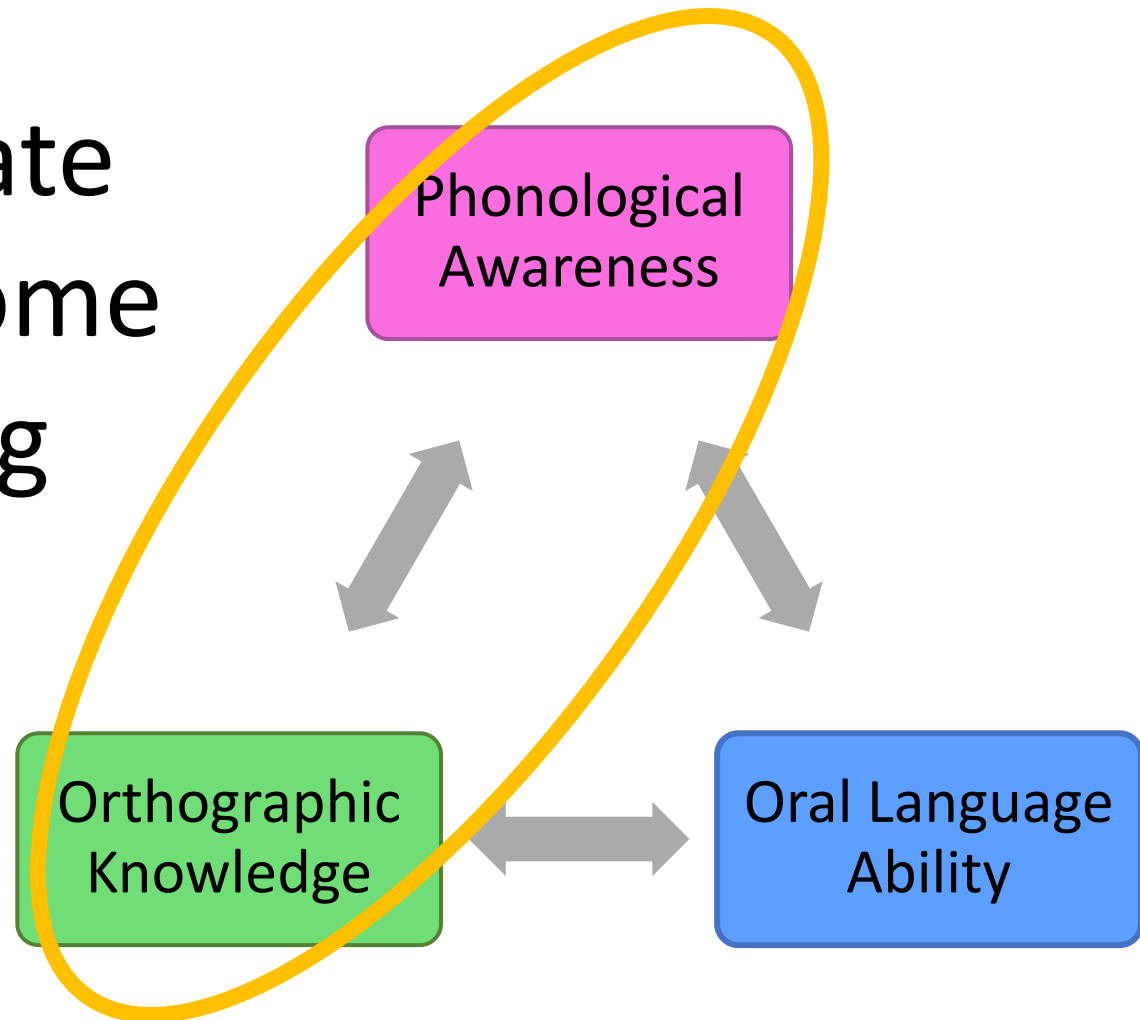 ate
ome
g
Phonological
Awareness
Orthographic
Knowledge
Oral Language
Ability